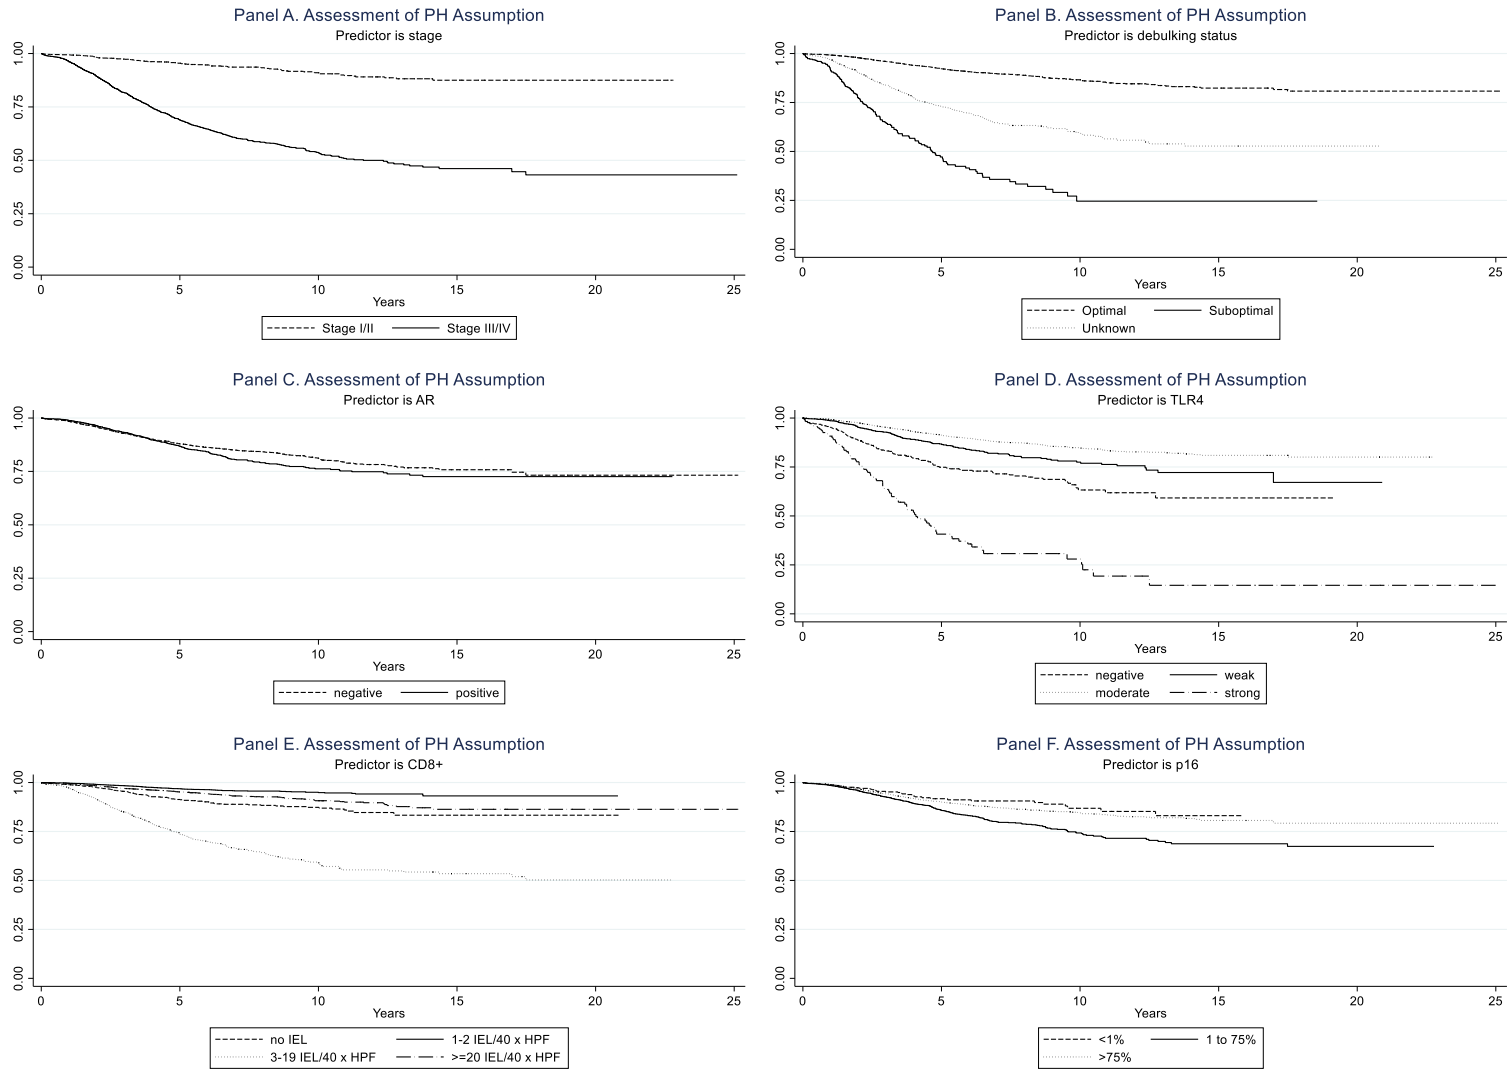 Panel A. Assessment of PH Assumption
Predictor is stage
1.00
0.75
0.50
0.25
0.00
0 5 10 15 20 25
Years
Stage I/II Stage III/IV
Panel B. Assessment of PH Assumption
Predictor is debulking status
1.00
0.75
0.50
0.25
0.00
0 5 10 15 20 25
Years
Optimal Suboptimal
Unknown
Panel C. Assessment of PH Assumption
Predictor is AR
1.00
0.75
0.50
0.25
0.00
0 5 10 15 20 25
Years
negative positive
Panel D. Assessment of PH Assumption
Predictor is TLR4
1.00
0.75
0.50
0.25
0.00
0 5 10 15 20 25
Years
negative weak
moderate strong
Panel E. Assessment of PH Assumption
Predictor is CD8+
1.00
0.75
0.50
0.25
0.00
0 5 10 15 20 25
Years
no IEL 1-2 IEL/40 x HPF
3-19 IEL/40 x HPF >=20 IEL/40 x HPF
Panel F. Assessment of PH Assumption
Predictor is p16
1.00
0.75
0.50
0.25
0.00
0 5 10 15 20 25
Years
<1% 1 to 75%
>75%